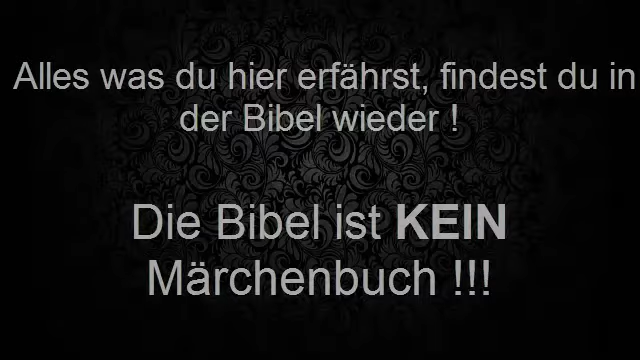 Alles was du hier erfährst, findest du in
der Bibel wieder !
Die Bibel ist KEIN
Märchenbuch !!!